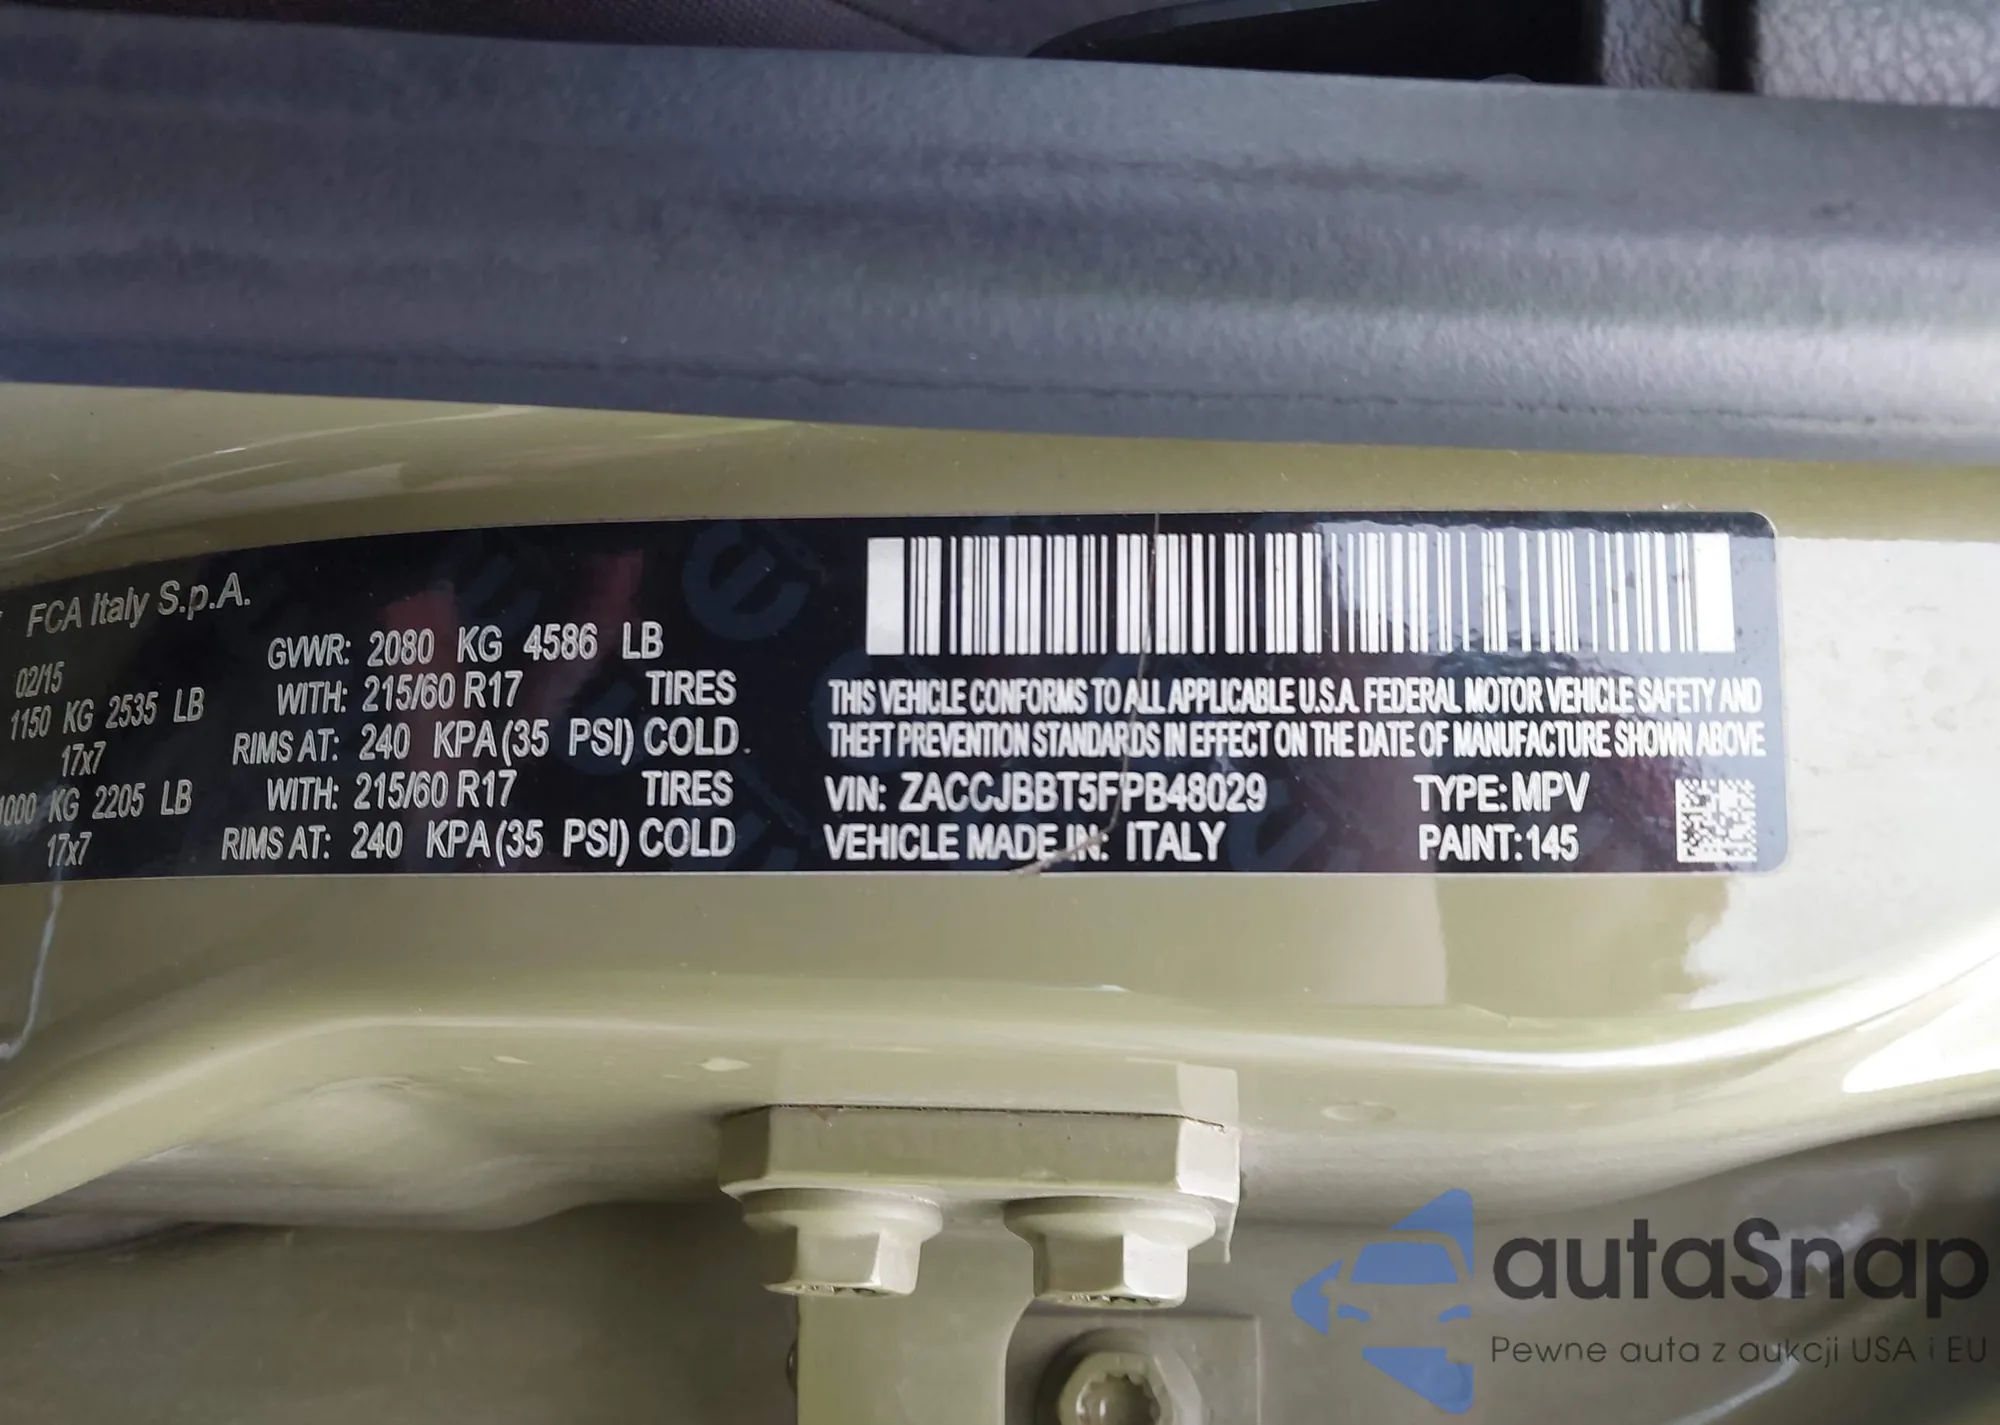 FCA Italy S.p.A.
02/15
GVWR: 2080 KG 4586 LB
1150 KG 2535 LB WITH: 215/60 R17 TIRES
17x7 RIMS AT: 240 KPA (35 PSI) COLD
KG 2205 LB WITH: 215/60 R17 TIRES
17x7 RIMS AT: 240 KPA (35 PSI) COLD
THIS VEHICLE CONFORMS TO ALL APPLICABLE U.S.A. FEDERAL MOTOR VEHICLE SAFETY AND
THEFT PREVENTION STANDARDS IN EFFECT ON THE DATE OF MANUFACTURE SHOWN ABOVE
VIN: ZACCJBBT5FPB48029 TYPE: MPV
VEHICLE MADE IN: ITALY PAINT: 145
autaSnap
Pewne auta z aukcji USA i EU